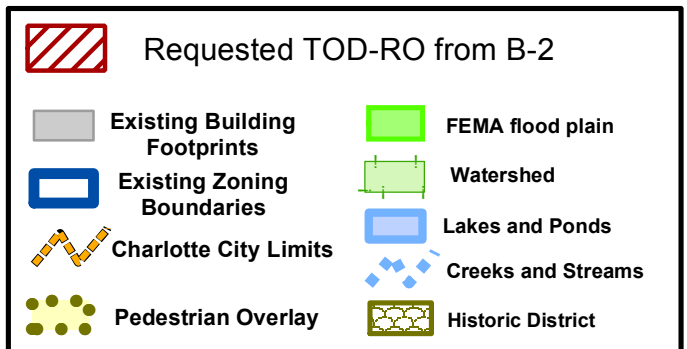 Requested TOD-RO from B-2
Existing Building
Footprints
Existing Zoning
Boundaries
Charlotte City Limits
Pedestrian Overlay
FEMA flood plain
Watershed
Lakes and Ponds
Creeks and Streams
Historic District